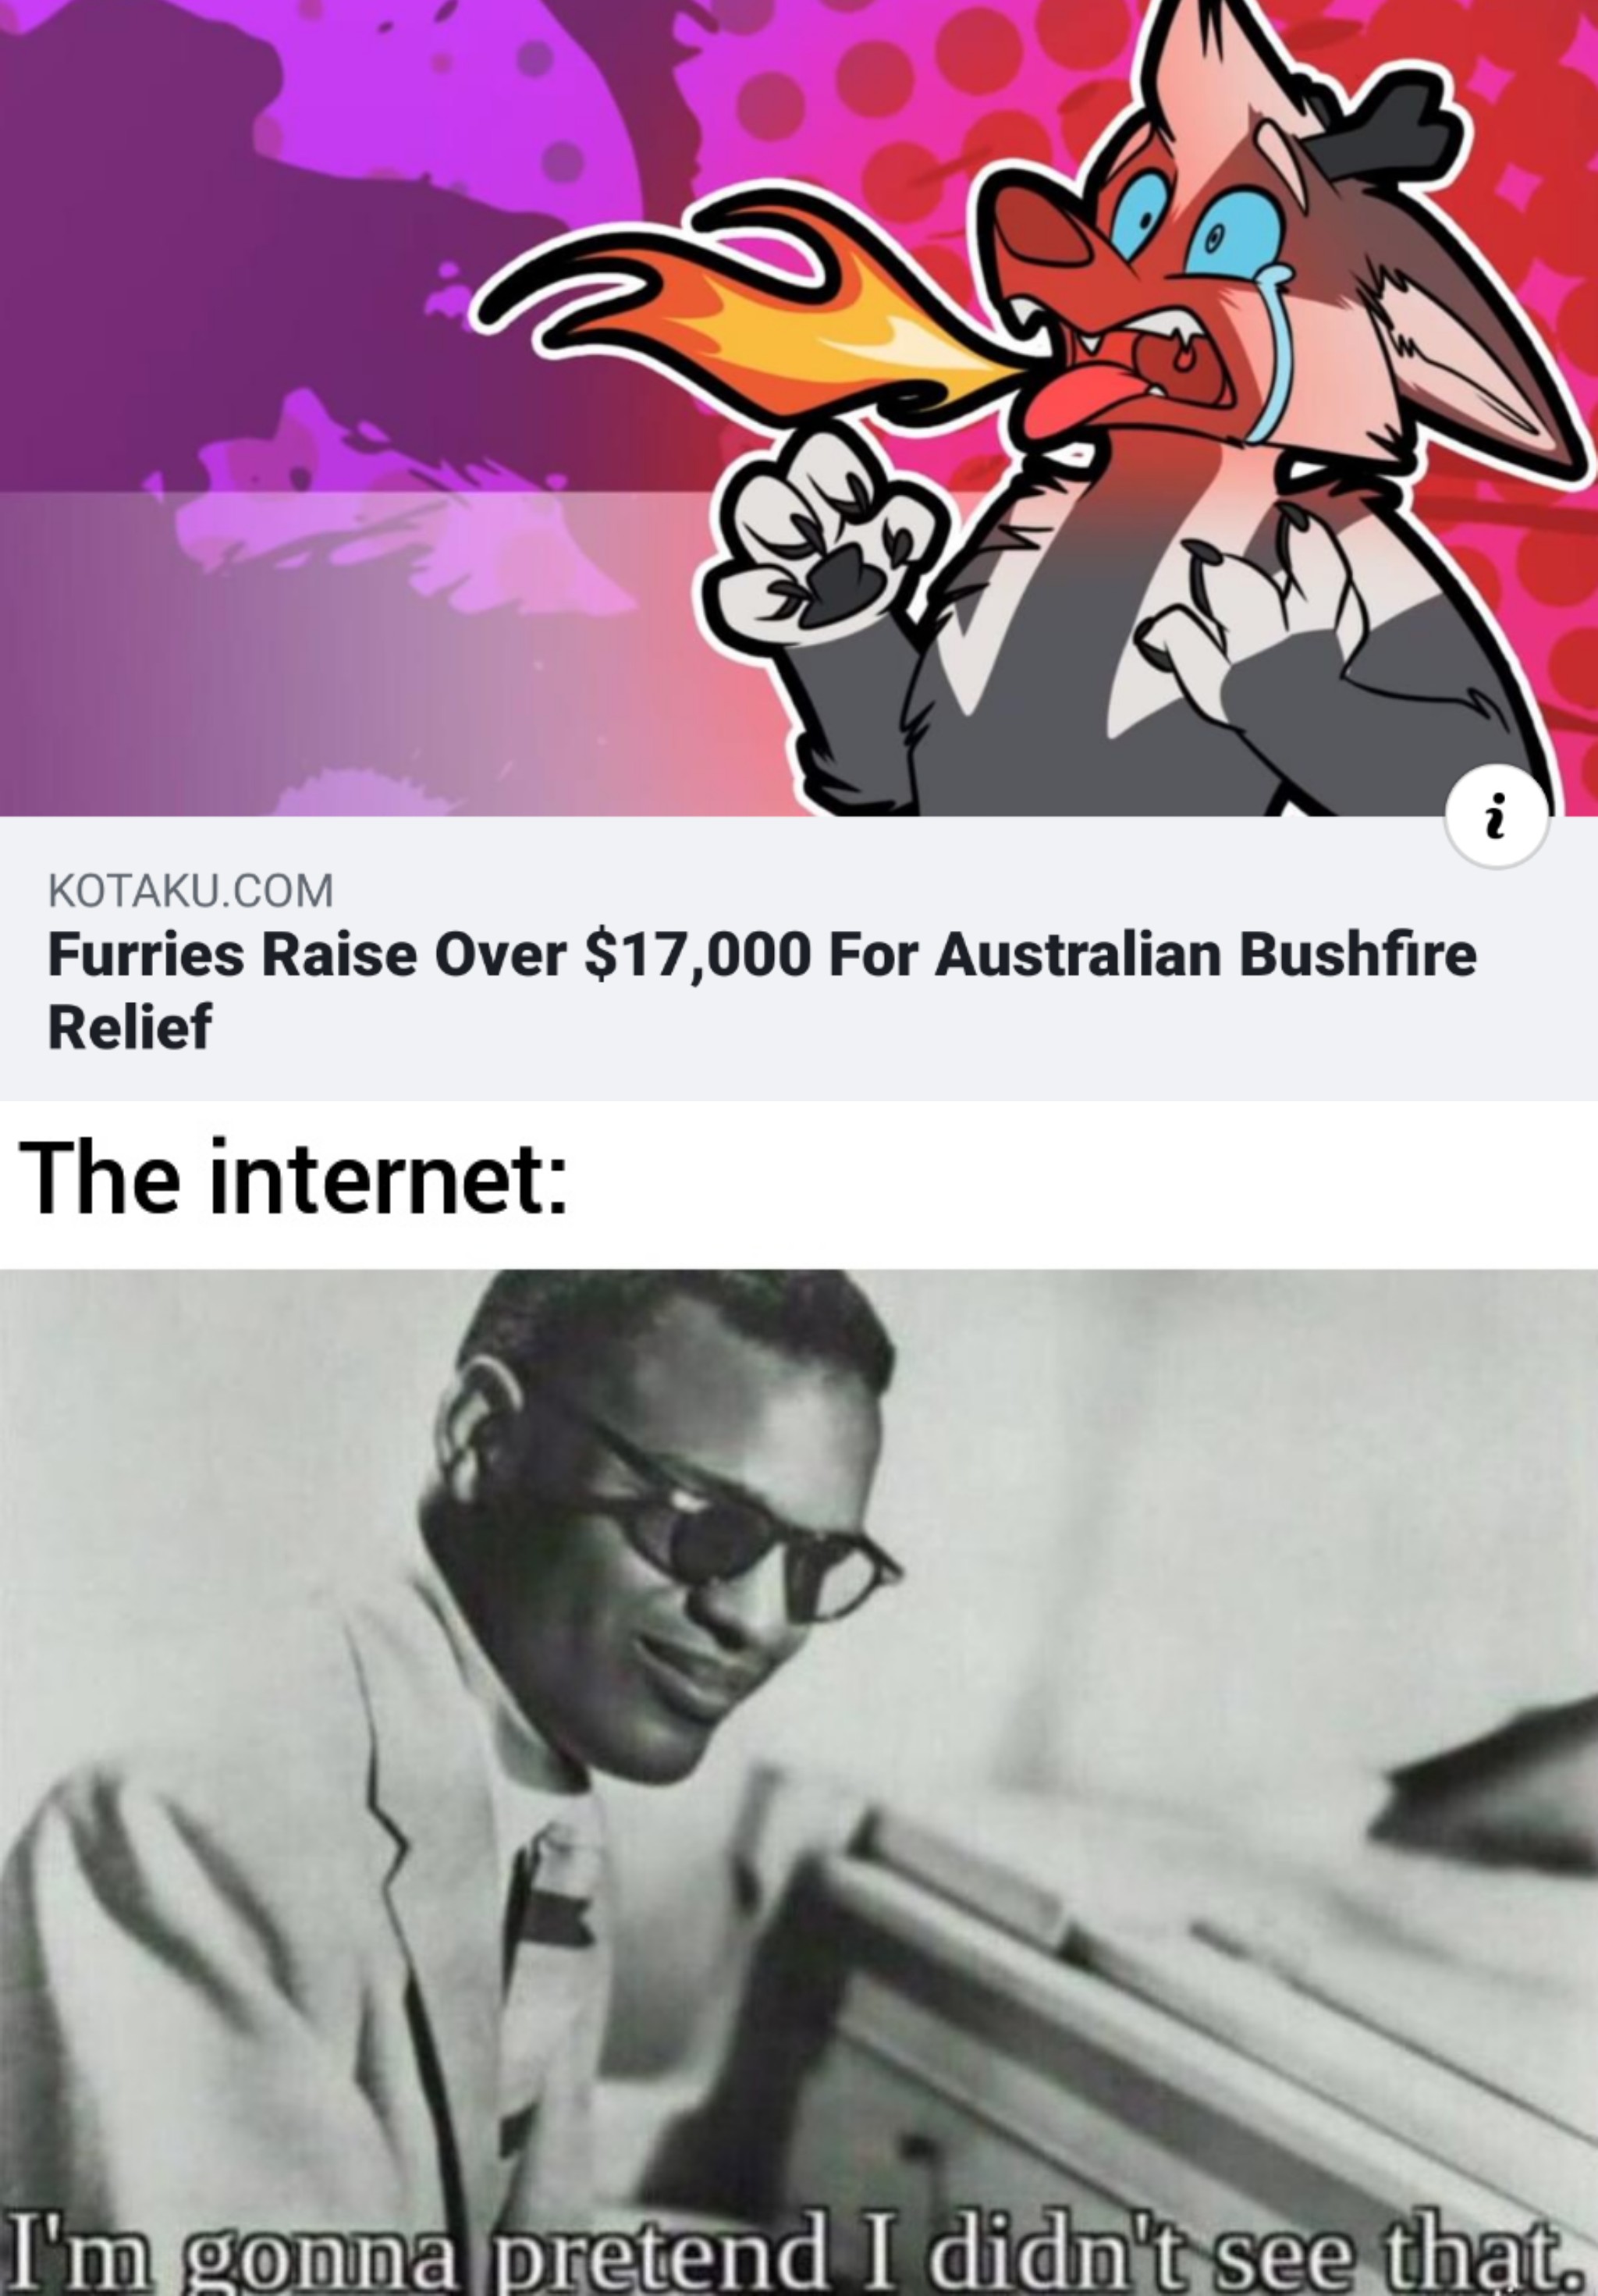 i
KOTAKU.COM
Furries Raise Over $17,000 For Australian Bushfire
Relief
The internet:
I'm gonna pretend I didn't see that.